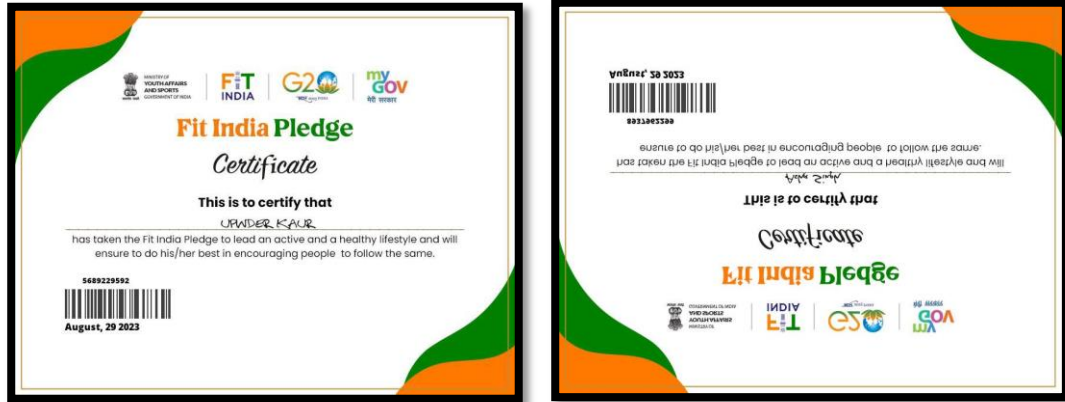 MINISTRY OF
YOUTH AFFAIRS
AND SPORTS
GOVERNMENT OF INDIA
FiT
INDIA
G20
my
GOV
मेरी सरकार
Fit India Pledge
Certificate
This is to certify that
UPINDER KAUR
has taken the Fit India Pledge to lead an active and a healthy lifestyle and will
ensure to do his/her best in encouraging people to follow the same.
5689229592
August, 29 2023
MINISTRY OF
YOUTH AFFAIRS
AND SPORTS
GOVERNMENT OF INDIA
FiT
INDIA
G20
my
GOV
मेरी सरकार
Fit India Pledge
Certificate
This is to certify that
Singh
has taken the Fit India Pledge to lead an active and a healthy lifestyle and will
ensure to do his/her best in encouraging people to follow the same.
8937962299
August, 29 2023